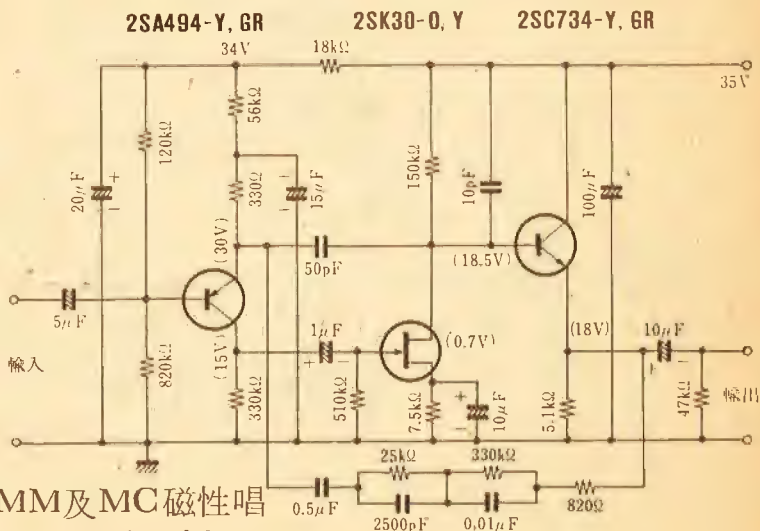 2SA494-Y, GR
2SK30-O, Y
2SC734-Y, GR
34V
18kΩ
35V
120kΩ
56kΩ
20μF
+
−
330Ω
+
−
15μF
150kΩ
10pF
+
−
100μF
(30V)
50pF
(18.5V)
5μF
輸入
(15V)
1μF
+
−
(0.7V)
(18V)
10μF
+
−
820kΩ
330kΩ
510kΩ
7.5kΩ
+
−
10μF
5.1kΩ
47kΩ
輸出
25kΩ
330kΩ
0.5μF
2500pF
0.01μF
820Ω
MM及MC磁性唱